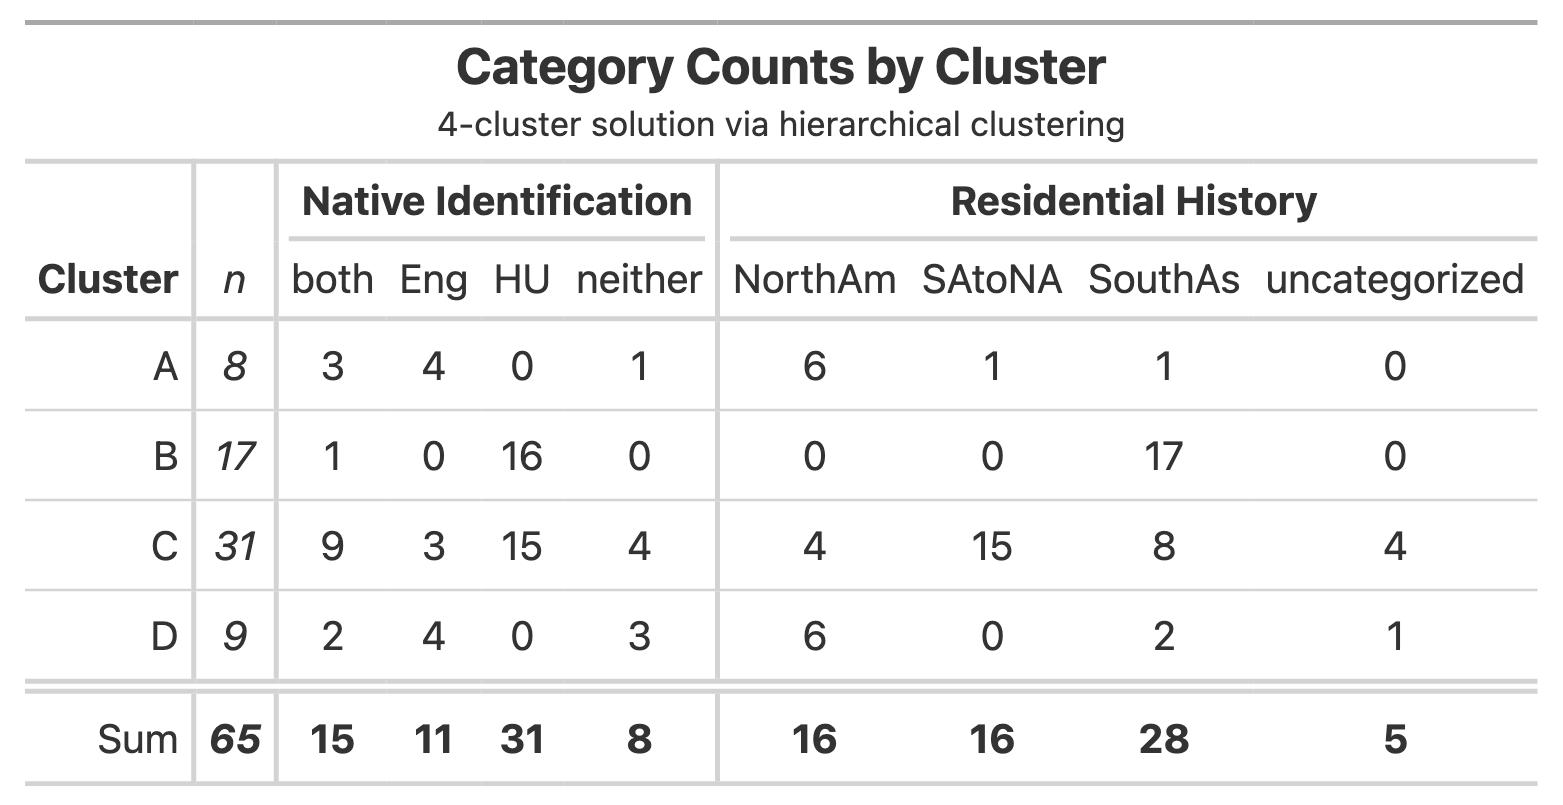 Category Counts by Cluster
4-cluster solution via hierarchical clustering
Native Identification Residential History
Cluster n both Eng HU neither NorthAm SAtoNA SouthAs uncategorized
A 8 3 4 0 1 6 1 1 0
B 17 1 0 16 0 0 0 17 0
C 31 9 3 15 4 4 15 8 4
D 9 2 4 0 3 6 0 2 1
Sum 65 15 11 31 8 16 16 28 5